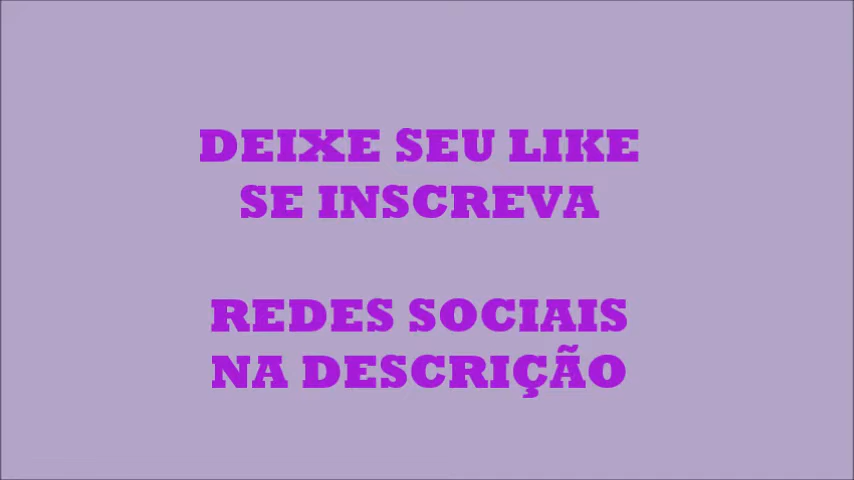 DEIXE SEU LIKE
SE INSCREVA
REDES SOCIAIS
NA DESCRIÇÃO